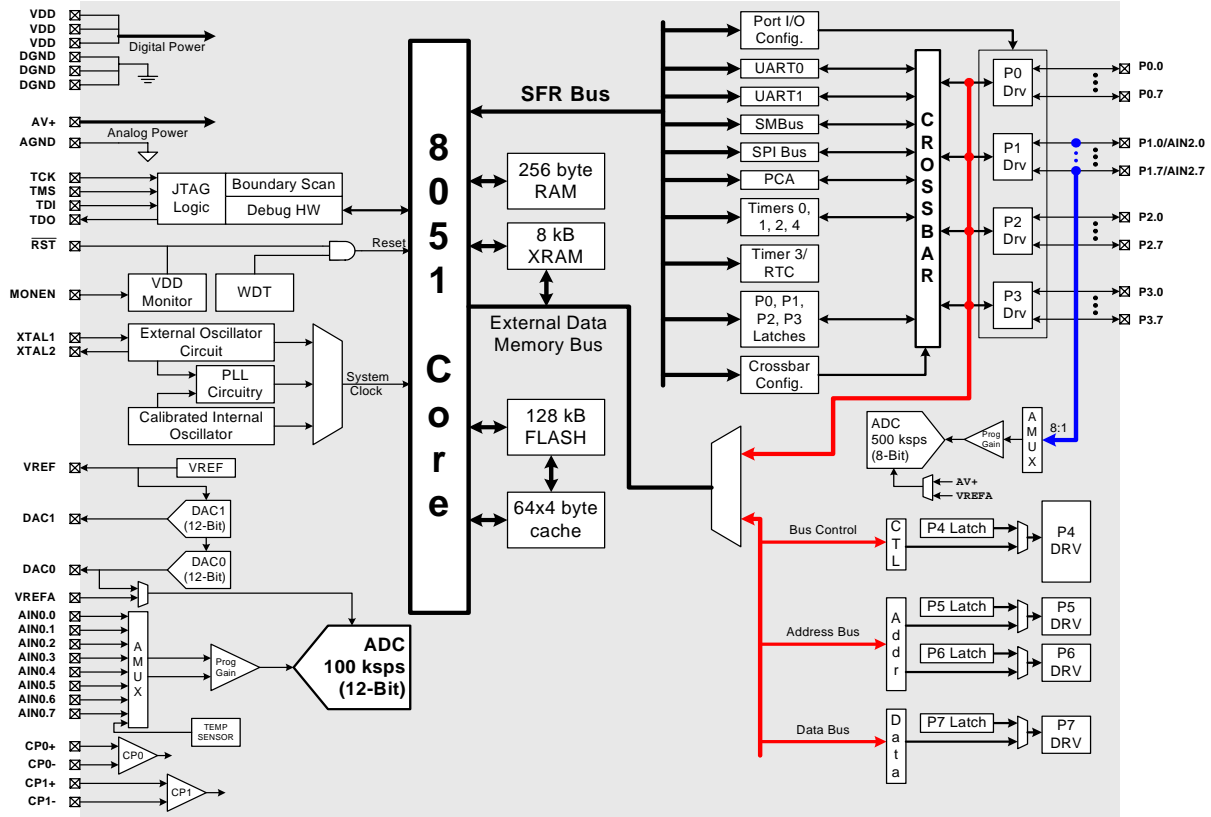 VDD
VDD
VDD
Digital Power
DGND
DGND
DGND
AV+
Analog Power
AGND
TCK
TMS
TDI
TDO
JTAG
Logic
Boundary Scan
Debug HW
RST
Reset
VDD
Monitor
WDT
MONEN
XTAL1
XTAL2
External Oscillator
Circuit
PLL
Circuitry
Calibrated Internal
Oscillator
System
Clock
VREF
VREF
DAC1
DAC1
(12-Bit)
DAC0
DAC0
(12-Bit)
VREFA
AIN0.0
AIN0.1
AIN0.2
AIN0.3
AIN0.4
AIN0.5
AIN0.6
AIN0.7
AMUX
Prog
Gain
ADC
100 ksps
(12-Bit)
TEMP
SENSOR
CP0+
CP0-
CP0
CP1+
CP1-
CP1
8051 Core
SFR Bus
256 byte
RAM
8 kB
XRAM
External Data
Memory Bus
128 kB
FLASH
64x4 byte
cache
Port I/O
Config.
UART0
UART1
SMBus
SPI Bus
PCA
Timers 0,
1, 2, 4
Timer 3/
RTC
P0, P1,
P2, P3
Latches
Crossbar
Config.
CROSSBAR
P0
Drv
P1
Drv
P2
Drv
P3
Drv
P0.0
P0.7
P1.0/AIN2.0
P1.7/AIN2.7
P2.0
P2.7
P3.0
P3.7
ADC
500 ksps
(8-Bit)
Prog
Gain
AMUX
8:1
AV+
VREFA
Bus Control
CTL
P4 Latch
P4
DRV
Address Bus
Addr
P5 Latch
P5
DRV
P6 Latch
P6
DRV
Data Bus
Data
P7 Latch
P7
DRV